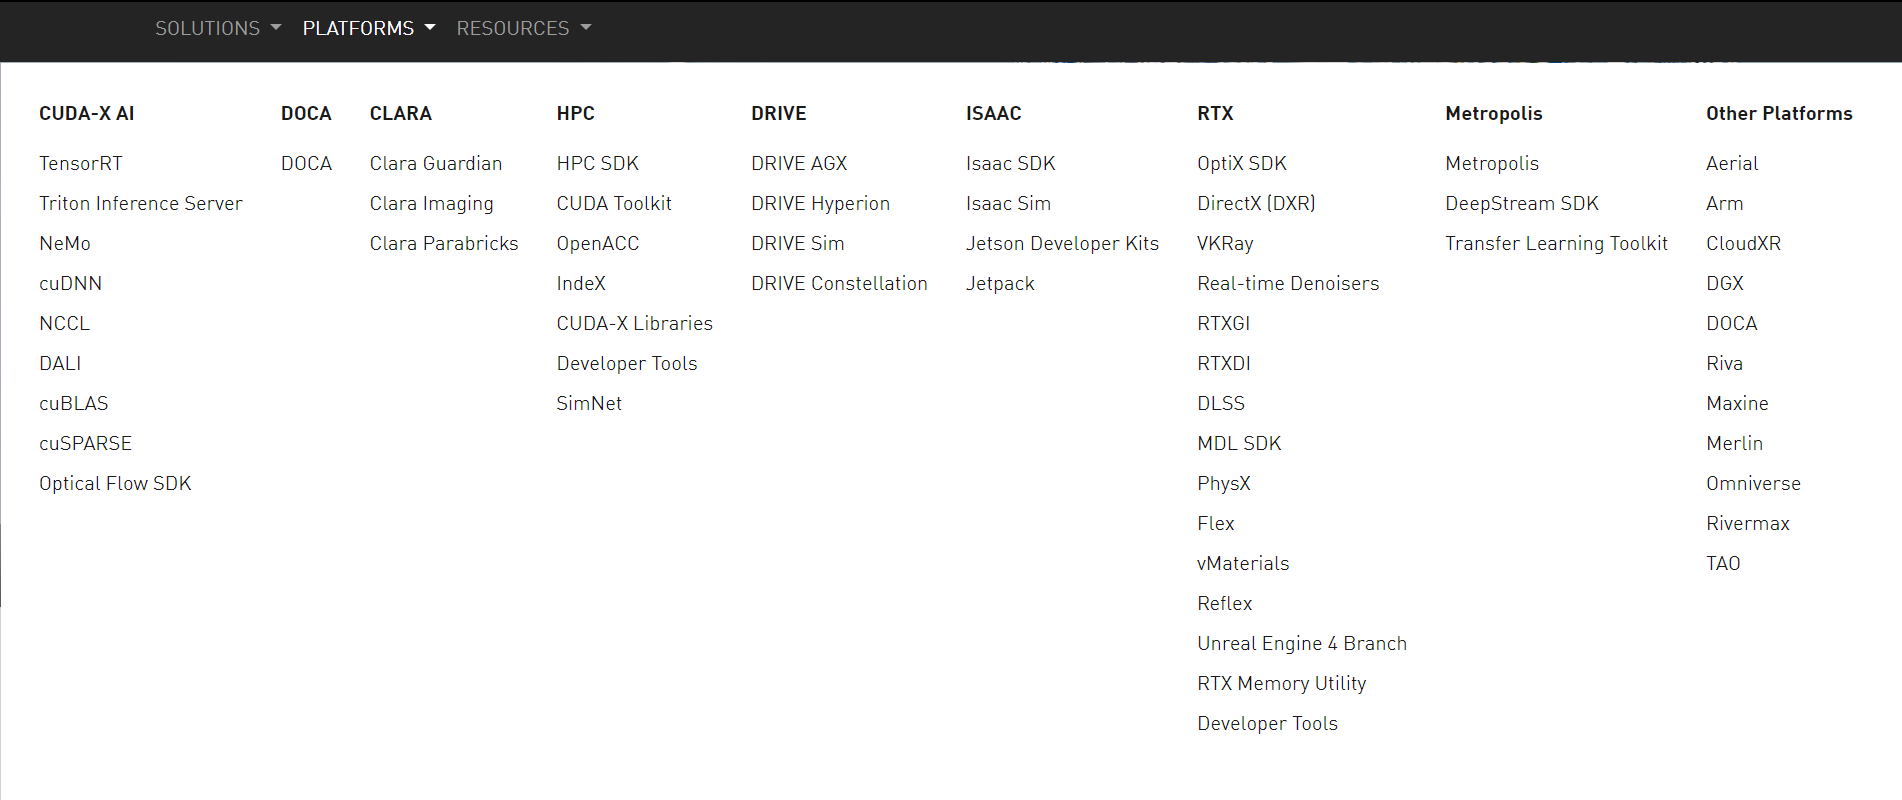 SOLUTIONS PLATFORMS RESOURCES
CUDA-X AI
TensorRT
Triton Inference Server
NeMo
cuDNN
NCCL
DALI
cuBLAS
cuSPARSE
Optical Flow SDK
DOCA
DOCA
CLARA
Clara Guardian
Clara Imaging
Clara Parabricks
HPC
HPC SDK
CUDA Toolkit
OpenACC
IndeX
CUDA-X Libraries
Developer Tools
SimNet
DRIVE
DRIVE AGX
DRIVE Hyperion
DRIVE Sim
DRIVE Constellation
ISAAC
Isaac SDK
Isaac Sim
Jetson Developer Kits
Jetpack
RTX
OptiX SDK
DirectX (DXR)
VKRay
Real-time Denoisers
RTXGI
RTXDI
DLSS
MDL SDK
PhysX
Flex
vMaterials
Reflex
Unreal Engine 4 Branch
RTX Memory Utility
Developer Tools
Metropolis
Metropolis
DeepStream SDK
Transfer Learning Toolkit
Other Platforms
Aerial
Arm
CloudXR
DGX
DOCA
Riva
Maxine
Merlin
Omniverse
Rivermax
TAO